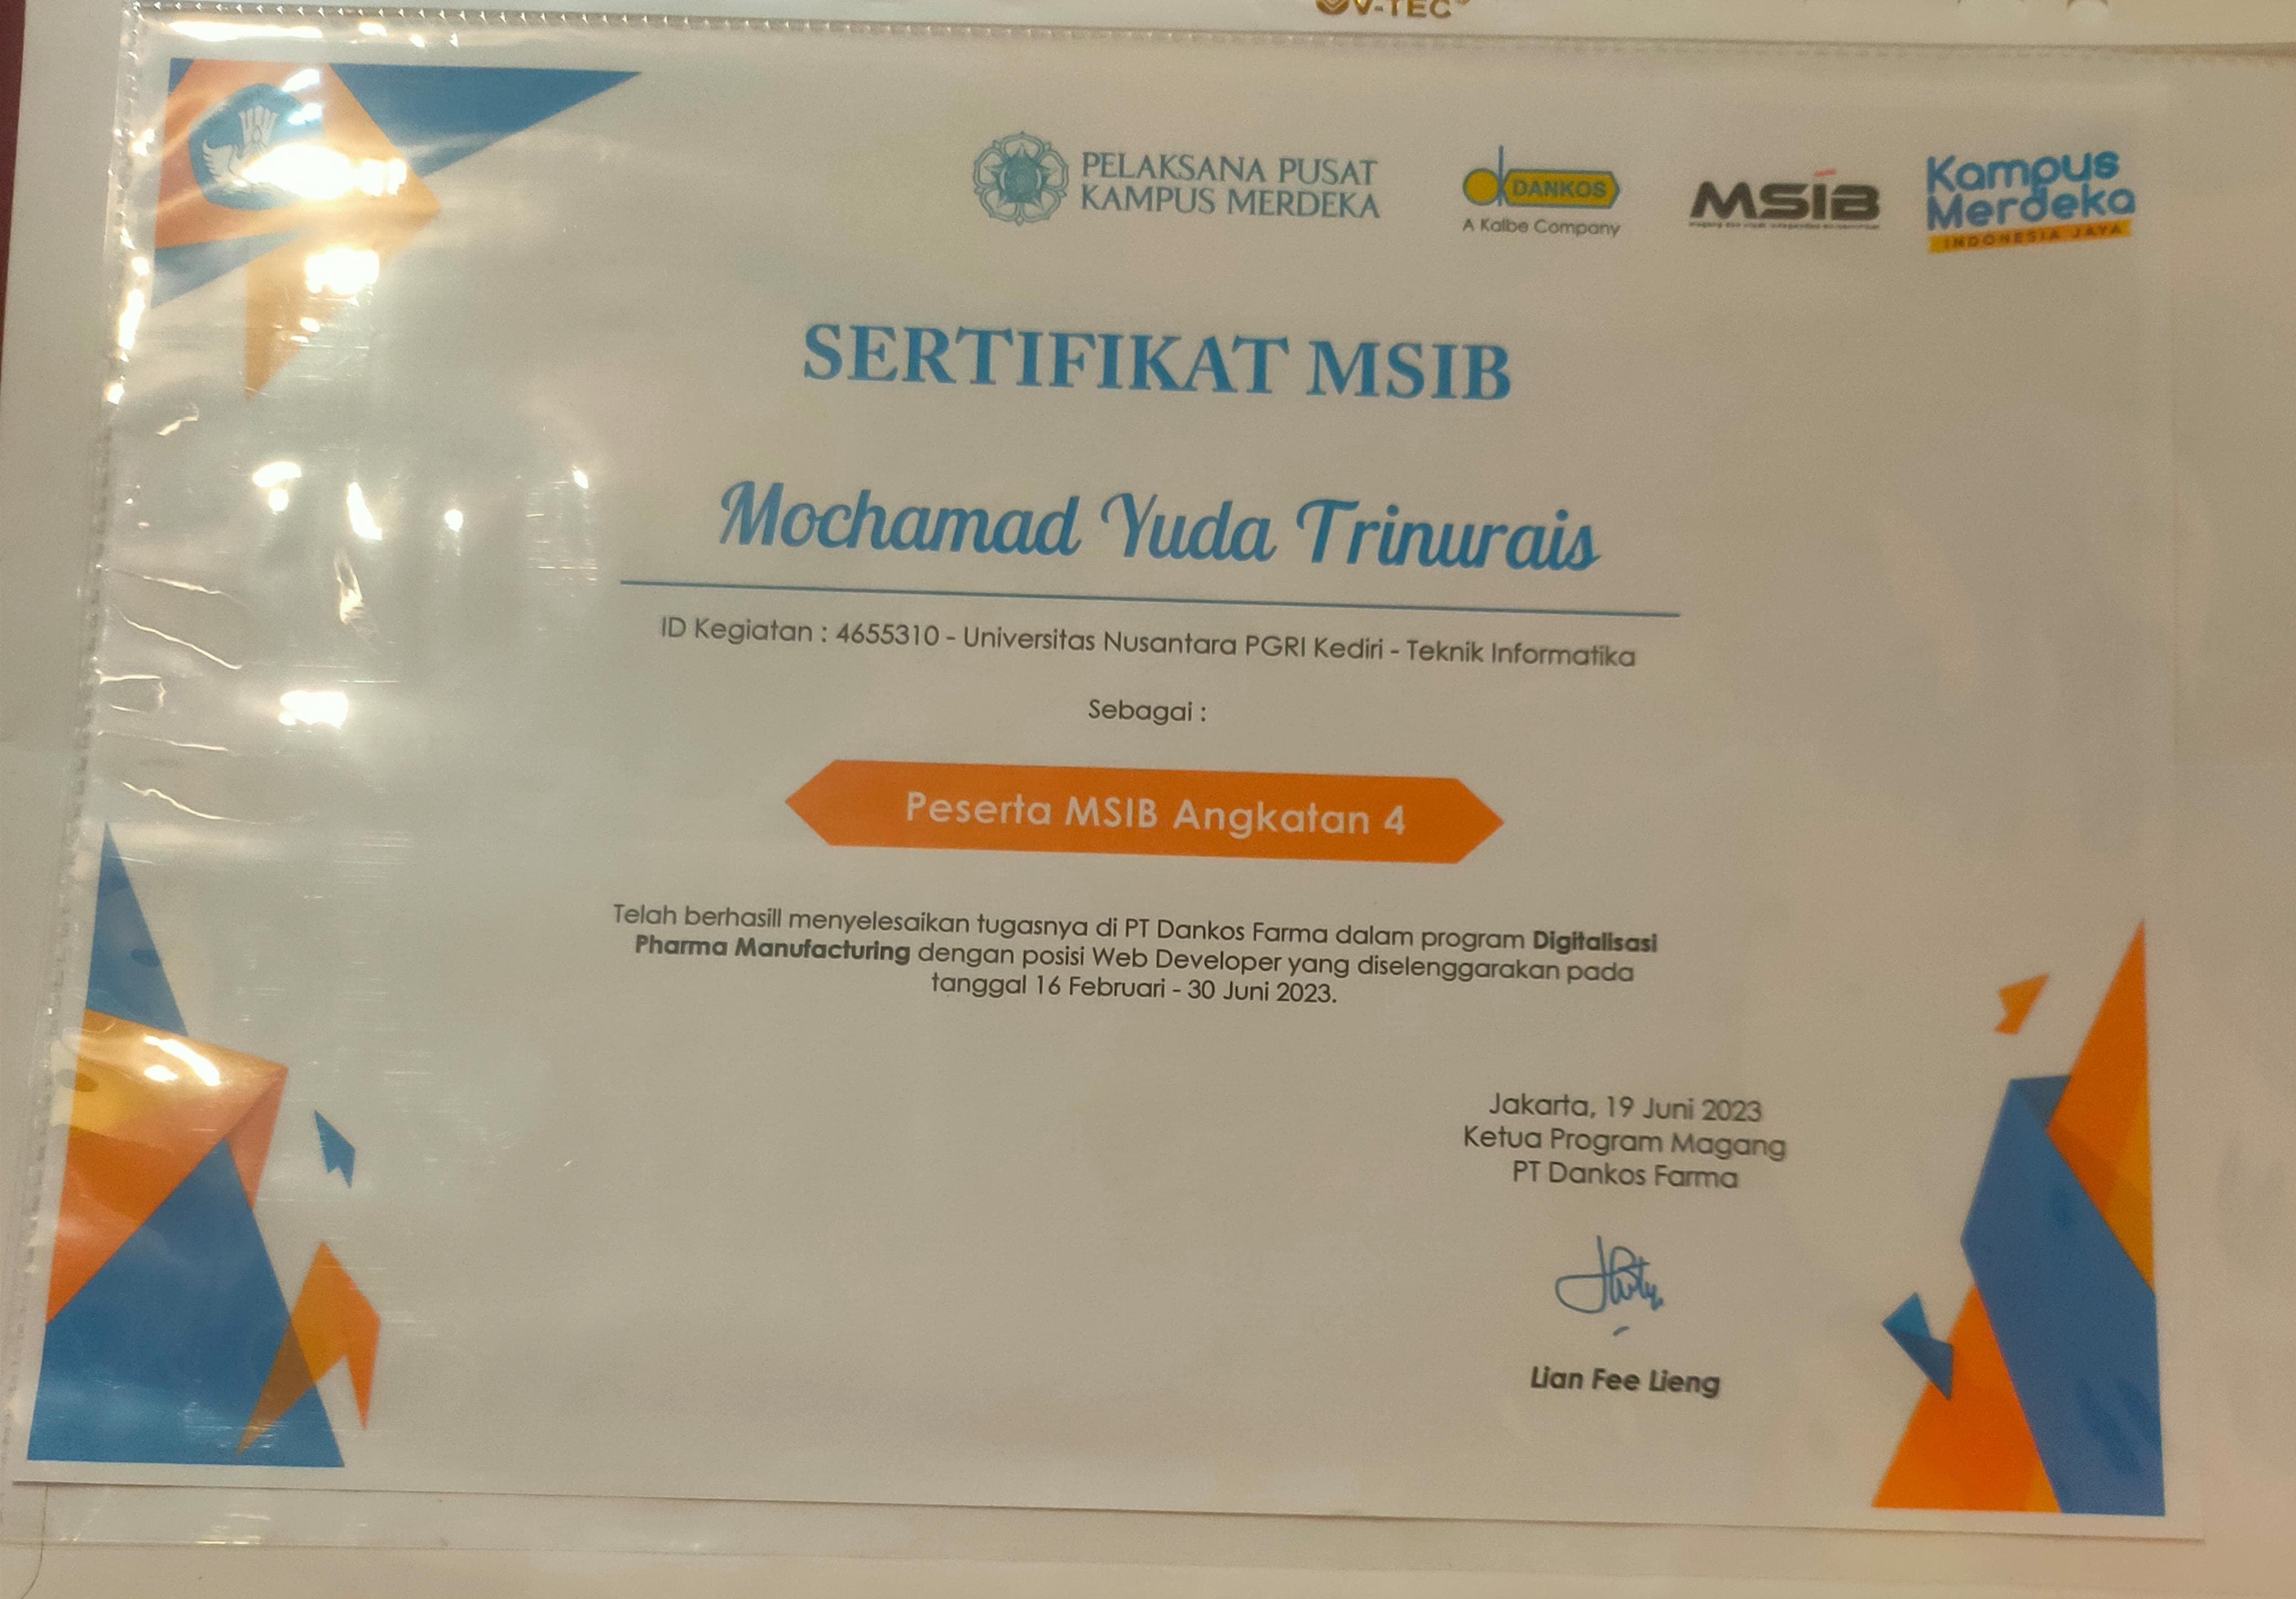 V-TEC
PELAKSANA PUSAT
KAMPUS MERDEKA
DANKOS
A Kalbe Company
MSIB
Kampus
Merdeka
INDONESIA JAYA
SERTIFIKAT MSIB
Mochamad Yuda Trinurais
ID Kegiatan : 4655310 - Universitas Nusantara PGRI Kediri - Teknik Informatika
Sebagai :
Peserta MSIB Angkatan 4
Telah berhasill menyelesaikan tugasnya di PT Dankos Farma dalam program Digitalisasi
Pharma Manufacturing dengan posisi Web Developer yang diselenggarakan pada
tanggal 16 Februari - 30 Juni 2023.
Jakarta, 19 Juni 2023
Ketua Program Magang
PT Dankos Farma
Lian Fee Lieng